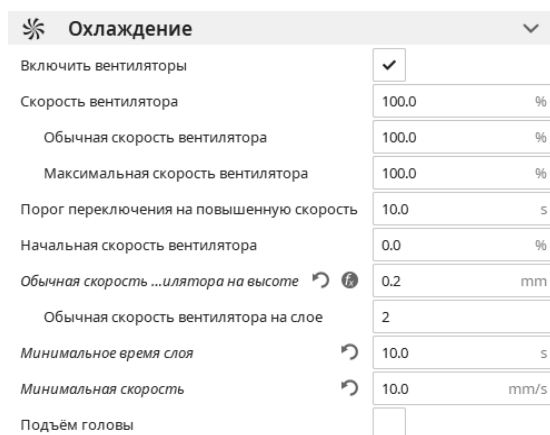 Охлаждение
Включить вентиляторы
Скорость вентилятора 100.0 %
Обычная скорость вентилятора 100.0 %
Максимальная скорость вентилятора 100.0 %
Порог переключения на повышенную скорость 10.0 s
Начальная скорость вентилятора 0.0 %
Обычная скорость ...илятора на высоте fx 0.2 mm
Обычная скорость вентилятора на слое 2
Минимальное время слоя 10.0 s
Минимальная скорость 10.0 mm/s
Подъём головы